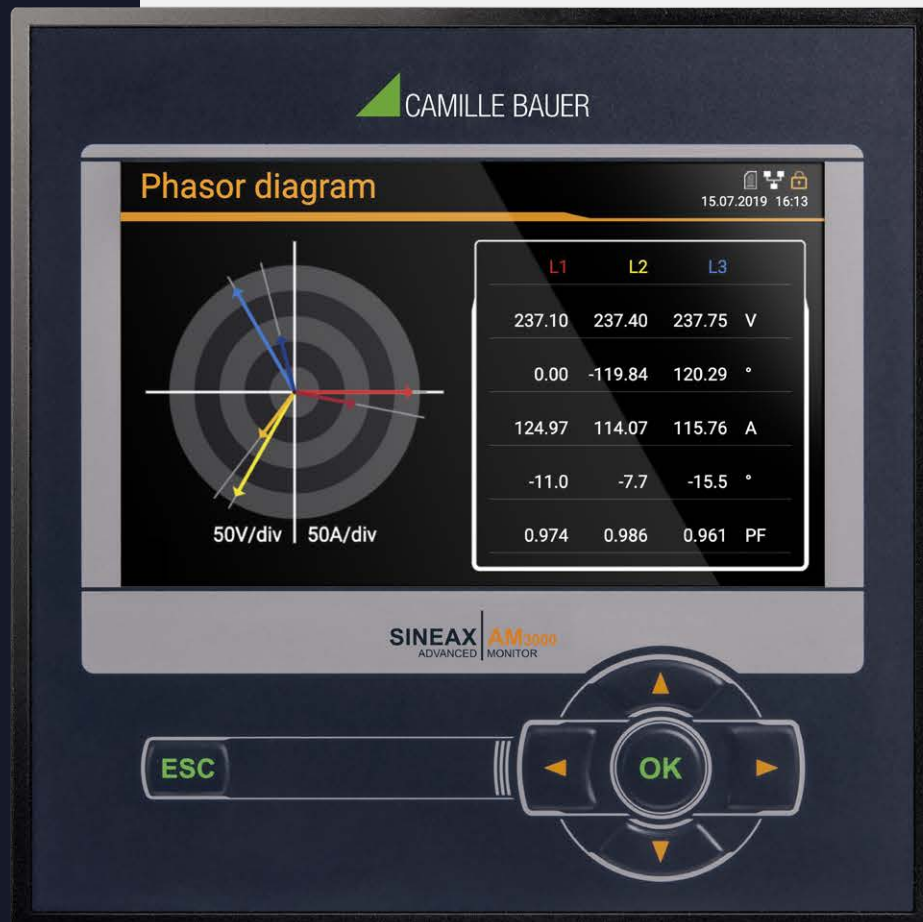 CAMILLE BAUER
Phasor diagram
15.07.2019 16:13
L1 L2 L3
237.10 237.40 237.75 V
0.00 -119.84 120.29 °
124.97 114.07 115.76 A
-11.0 -7.7 -15.5 °
0.974 0.986 0.961 PF
50V/div 50A/div
SINEAX AM3000
ADVANCED MONITOR
ESC
OK